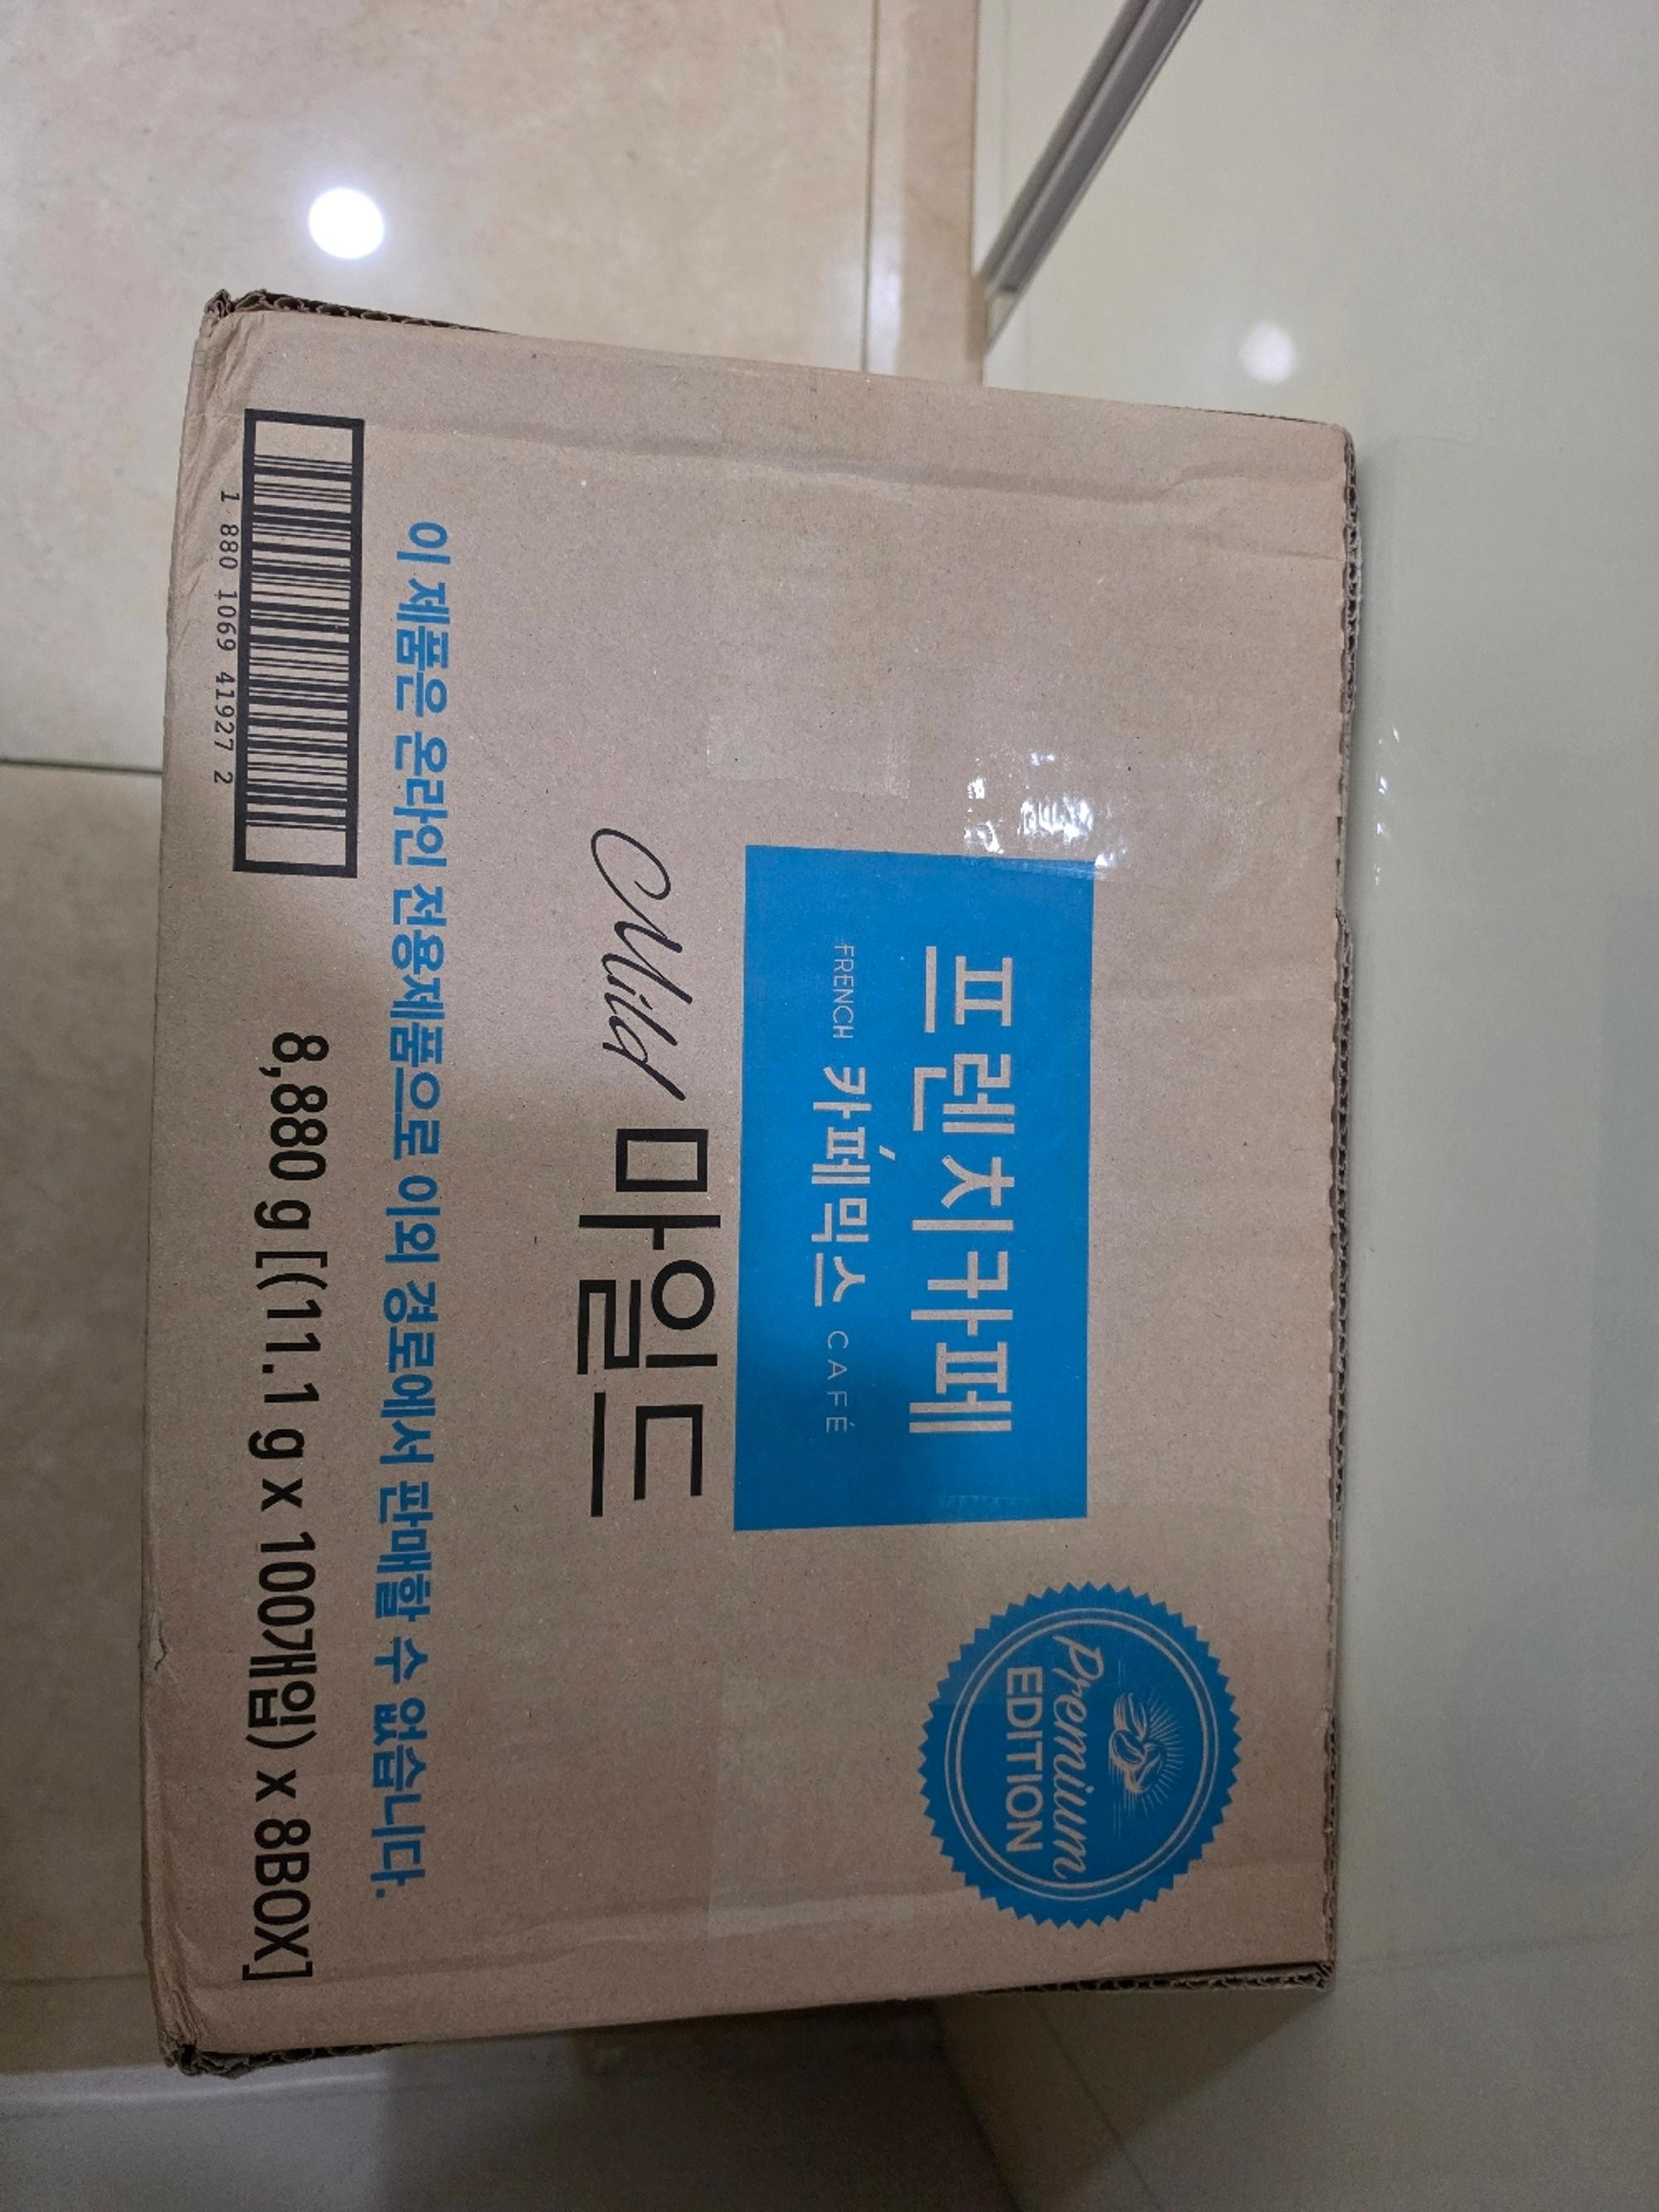 프렌치카페
FRENCH 카페믹스 CAFÉ
Premium
EDITION
Mild 마일드
이 제품은 온라인 전용제품으로 이외 경로에서 판매할 수 없습니다.
1 880 1069 41927 2
8,880 g [(11.1 g x 100개입) x 8BOX]